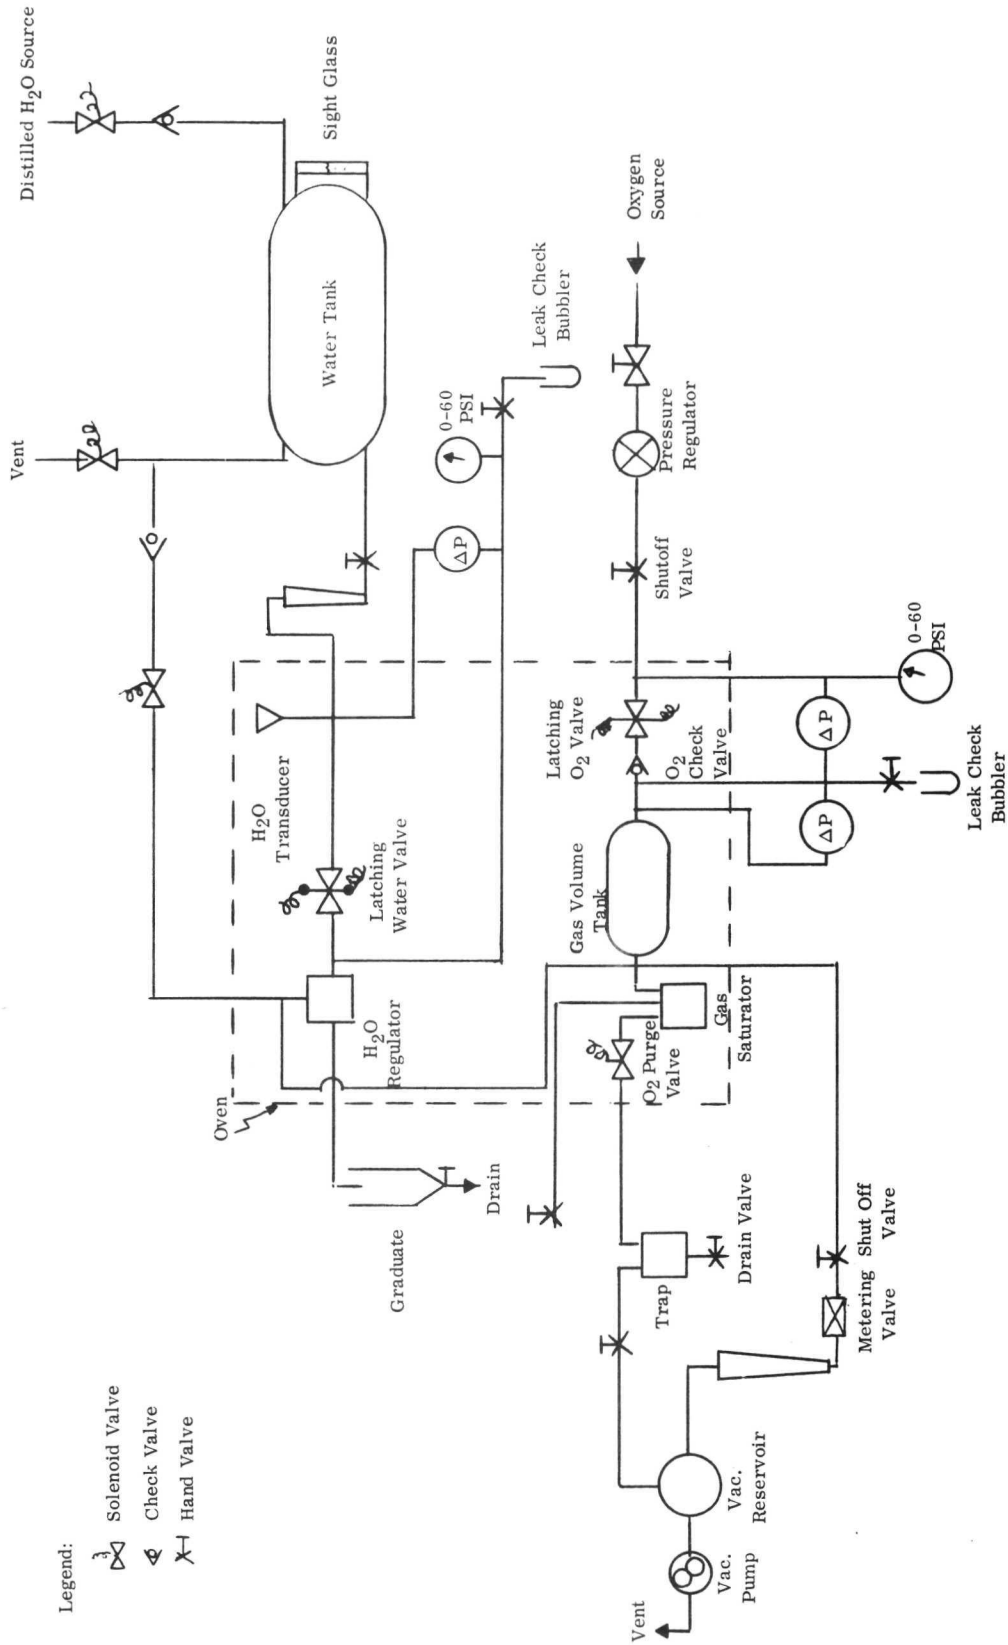 Legend:
Solenoid Valve
Check Valve
Hand Valve
Vent
Distilled H2O Source
Sight Glass
Water Tank
0-60
PSI
ΔP
Leak Check
Bubbler
H2O
Transducer
Latching
Water Valve
H2O
Regulator
Oven
Graduate
Drain
Oxygen
Source
Pressure
Regulator
Shutoff
Valve
Latching
O2 Valve
O2
Check
Valve
Gas Volume
Tank
0-60
PSI
ΔP
ΔP
Leak Check
Bubbler
Gas
Saturator
O2 Purge
Valve
Trap
Drain Valve
Metering
Valve
Shut Off
Valve
Vac.
Reservoir
Vac.
Pump
Vent